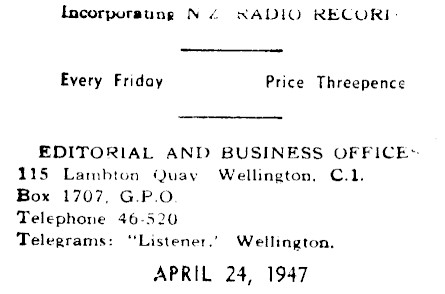 Incorporating N Z RADIO RECORD
Every Friday Price Threepence
EDITORIAL AND BUSINESS OFFICES
115 Lambton Quay Wellington. C.1.
Box 1707, G.P.O.
Telephone 46-520
Telegrams: "Listener,' Wellington.
APRIL 24, 1947